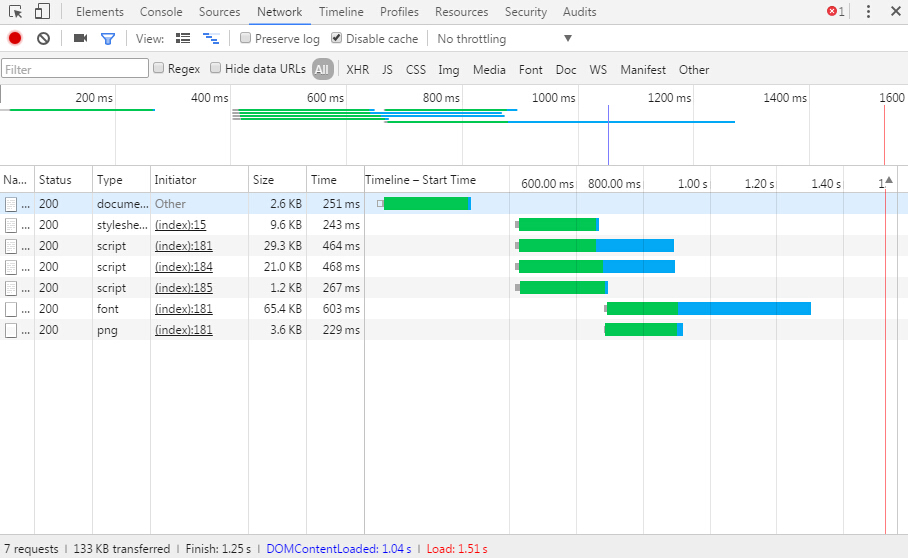 Elements Console Sources Network Timeline Profiles Resources Security Audits 1
View: Preserve log Disable cache No throttling
Filter Regex Hide data URLs All XHR JS CSS Img Media Font Doc WS Manifest Other
200 ms 400 ms 600 ms 800 ms 1000 ms 1200 ms 1400 ms 1600
Na... Status Type Initiator Size Time Timeline – Start Time 600.00 ms 800.00 ms 1.00 s 1.20 s 1.40 s 1
... 200 docume... Other 2.6 KB 251 ms
... 200 styleshe... (index):15 9.6 KB 243 ms
... 200 script (index):181 29.3 KB 464 ms
... 200 script (index):184 21.0 KB 468 ms
... 200 script (index):185 1.2 KB 267 ms
... 200 font (index):181 65.4 KB 603 ms
... 200 png (index):181 3.6 KB 229 ms
7 requests | 133 KB transferred | Finish: 1.25 s | DOMContentLoaded: 1.04 s | Load: 1.51 s